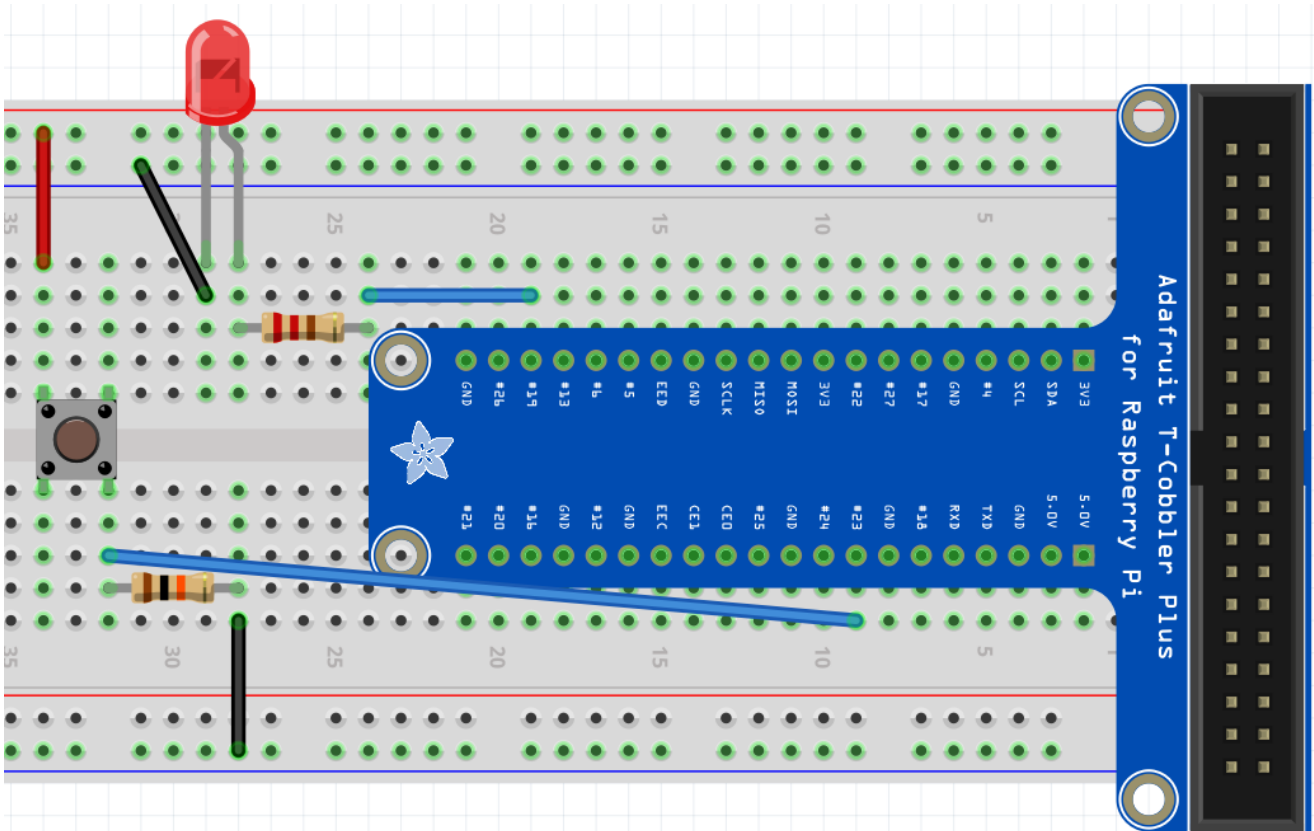 35 25 20 15 10 5
GND #26 #19 #13 #6 #5 EED GND SCLK MISO MOSI 3V3 #22 #27 #17 GND #4 SCL SDA 3V3
#21 #20 #16 GND #12 GND EEC CE1 CE0 #25 GND #24 #23 GND #18 RXD TXD GND 5.0V 5.0V
35 30 25 20 15 10 5
Adafruit T-Cobbler Plus
for Raspberry Pi